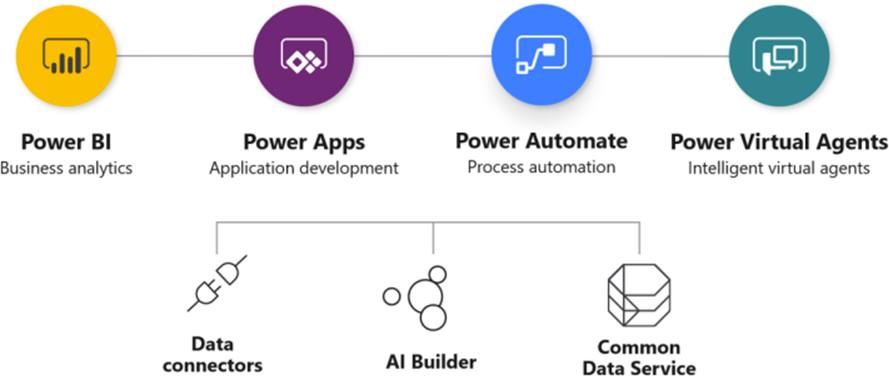 Power BI
Business analytics
Power Apps
Application development
Power Automate
Process automation
Power Virtual Agents
Intelligent virtual agents
Data
connectors
AI Builder
Common
Data Service